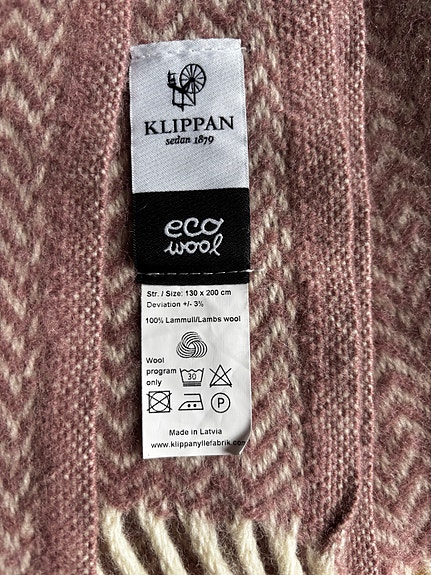 KLIPPAN
sedan 1879
eco
wool
Str. / Size: 130 x 200 cm
Deviation +/- 3%
100% Lammull/Lambs wool
Wool
program
only
30
P
Made in Latvia
www.klippanyllefabrik.com